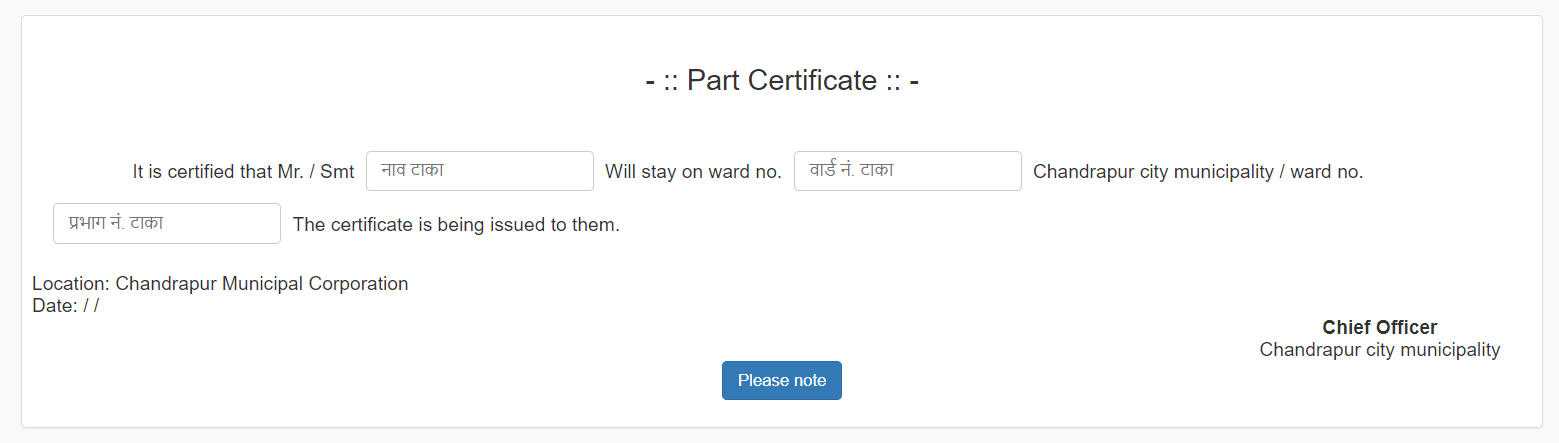 - :: Part Certificate :: -
It is certified that Mr. / Smt नाव टाका Will stay on ward no. वार्ड नं. टाका Chandrapur city municipality / ward no.
प्रभाग नं. टाका The certificate is being issued to them.
Location: Chandrapur Municipal Corporation
Date: / /
Chief Officer
Chandrapur city municipality
Please note